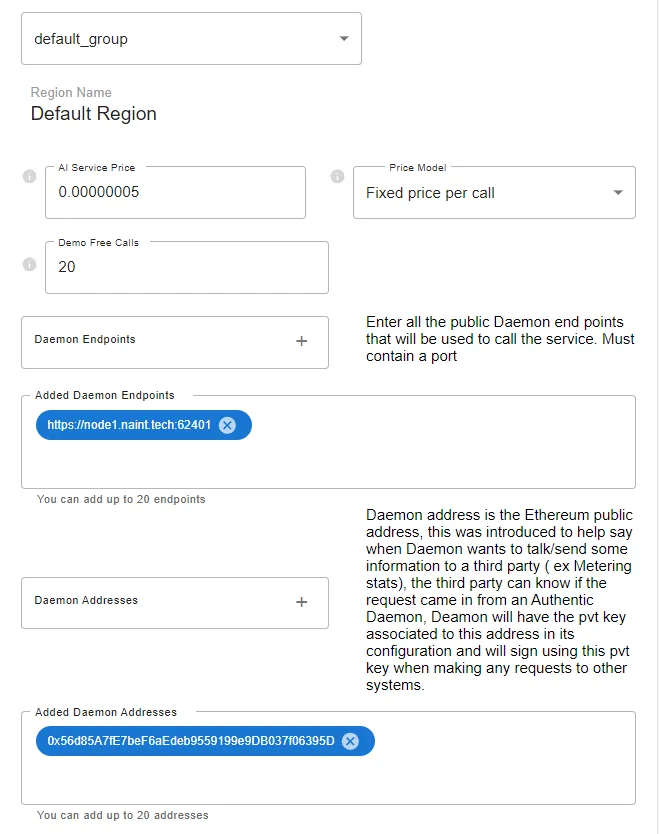 default_group
Region Name
Default Region
AI Service Price
0.00000005
Price Model
Fixed price per call
Demo Free Calls
20
Daemon Endpoints
Enter all the public Daemon end points
that will be used to call the service. Must
contain a port
Added Daemon Endpoints
https://node1.naint.tech:62401
You can add up to 20 endpoints
Daemon address is the Ethereum public
address, this was introduced to help say
when Daemon wants to talk/send some
information to a third party ( ex Metering
stats), the third party can know if the
request came in from an Authentic
Daemon, Deamon will have the pvt key
associated to this address in its
configuration and will sign using this pvt
key when making any requests to other
systems.
Daemon Addresses
Added Daemon Addresses
0x56d85A7fE7beF6aEdeb9559199e9DB037f06395D
You can add up to 20 addresses